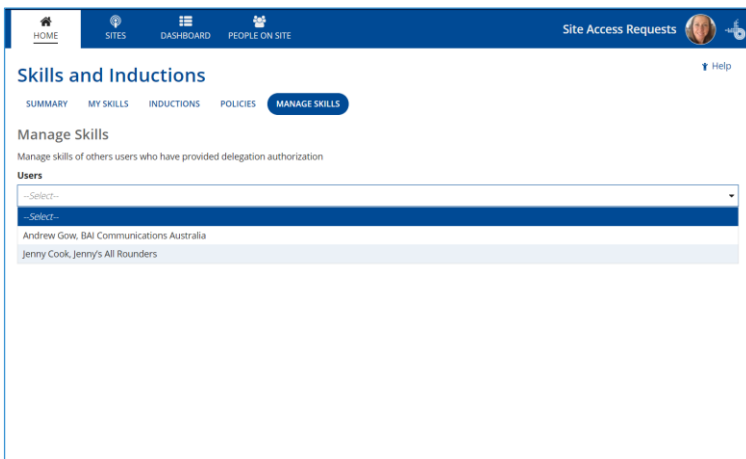 HOME SITES DASHBOARD PEOPLE ON SITE Site Access Requests
Help
Skills and Inductions
SUMMARY MY SKILLS INDUCTIONS POLICIES MANAGE SKILLS
Manage Skills
Manage skills of others users who have provided delegation authorization
Users
--Select--
--Select--
Andrew Gow, BAI Communications Australia
Jenny Cook, Jenny's All Rounders